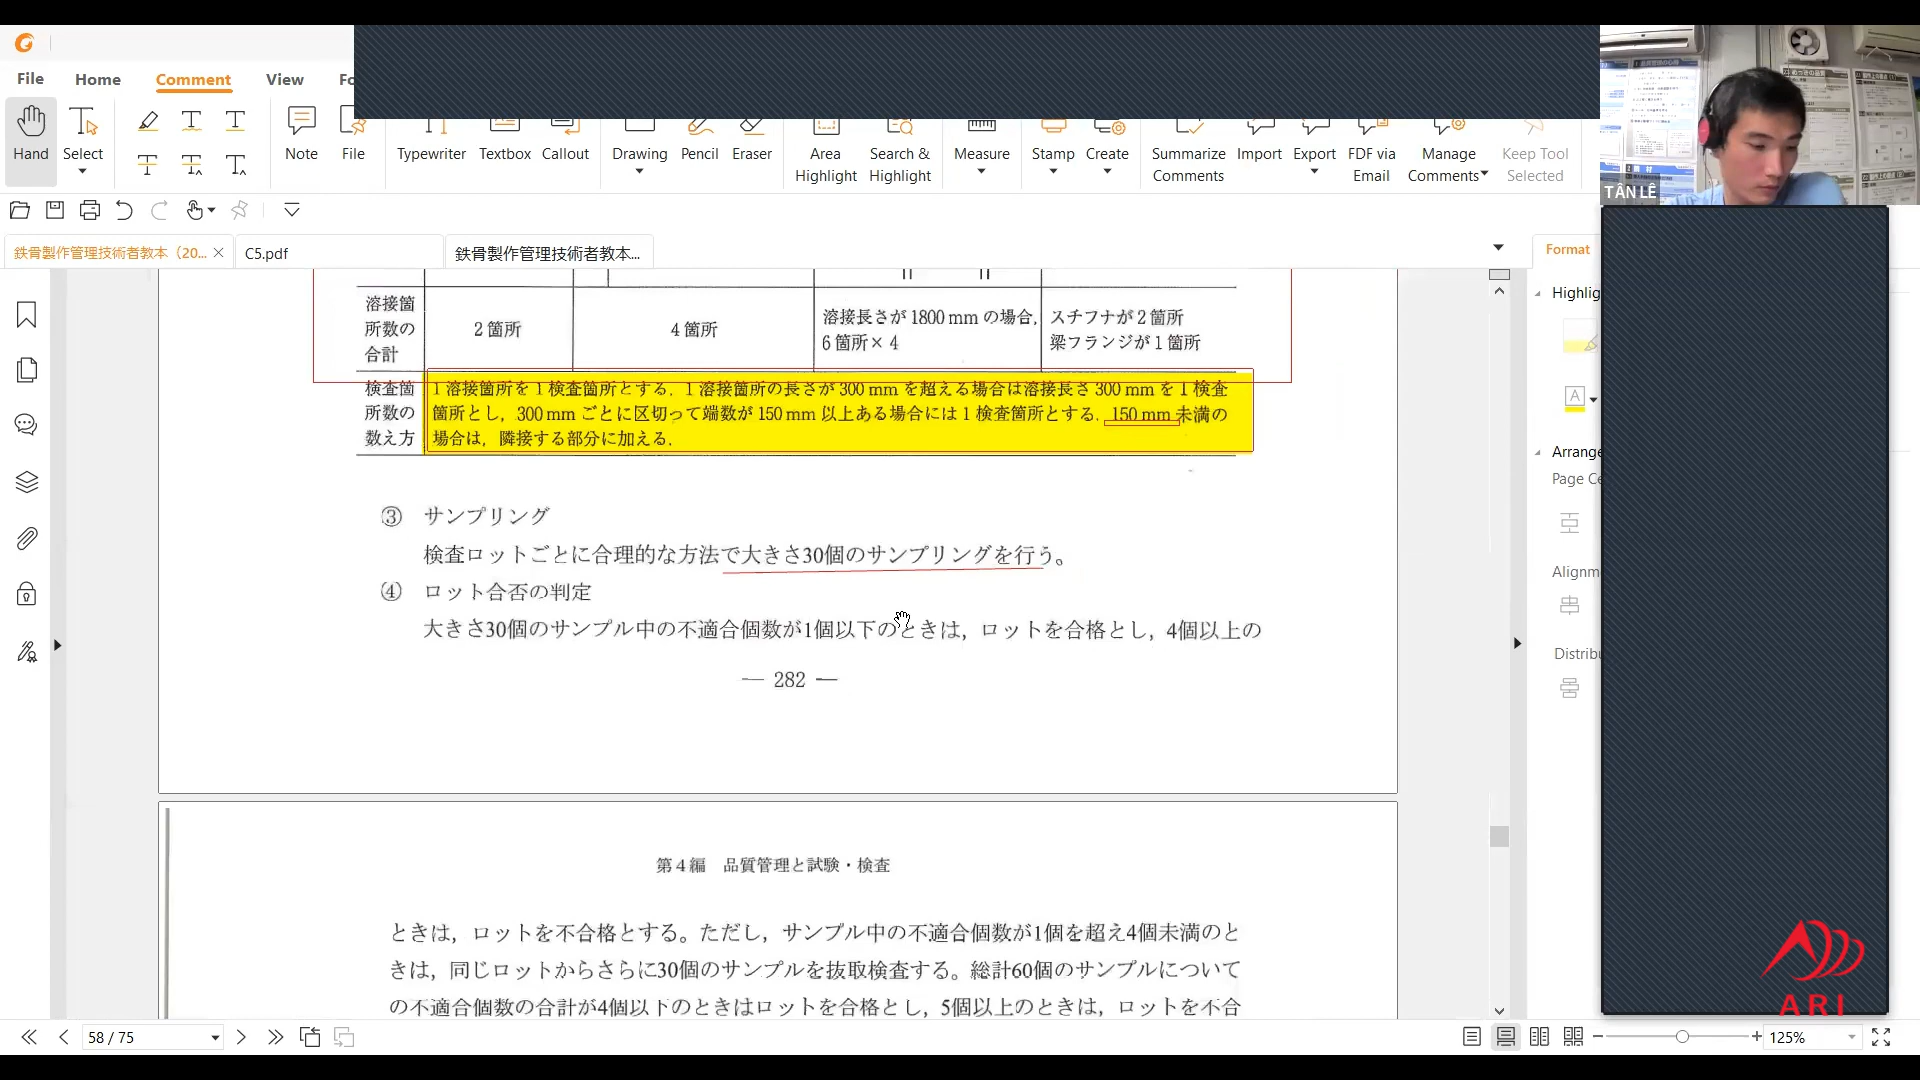 File Home Comment View Fo
Hand
Select
Note
File
Typewriter
Textbox
Callout
Drawing
Pencil
Eraser
Area Highlight
Search & Highlight
Measure
Stamp
Create
Summarize Comments
Import
Export
FDF via Email
Manage Comments
Keep Tool Selected
TÂN LÊ
鉄骨製作管理技術者教本（20...
C5.pdf
鉄骨製作管理技術者教本...
Format
Highlig
Arrange
Page Ce
Alignm
Distribu
溶接箇所数の合計
2箇所
4箇所
溶接長さが 1800 mm の場合,
6箇所×4
スチフナが2箇所
梁フランジが1箇所
検査箇所数の数え方
1溶接箇所を1検査箇所とする. 1溶接箇所の長さが 300 mm を超える場合は溶接長さ 300 mm を1検査
箇所とし, 300 mm ごとに区切って端数が 150 mm 以上ある場合には1検査箇所とする. 150 mm 未満の
場合は, 隣接する部分に加える.
③ サンプリング
検査ロットごとに合理的な方法で大きさ30個のサンプリングを行う。
④ ロット合否の判定
大きさ30個のサンプル中の不適合個数が1個以下のときは, ロットを合格とし, 4個以上の
— 282 —
第4編 品質管理と試験・検査
ときは, ロットを不合格とする。ただし, サンプル中の不適合個数が1個を超え4個未満のと
きは, 同じロットからさらに30個のサンプルを抜取検査する。総計60個のサンプルについて
の不適合個数の合計が4個以下のときはロットを合格とし, 5個以上のときは, ロットを不合
ARI
58 / 75
125%